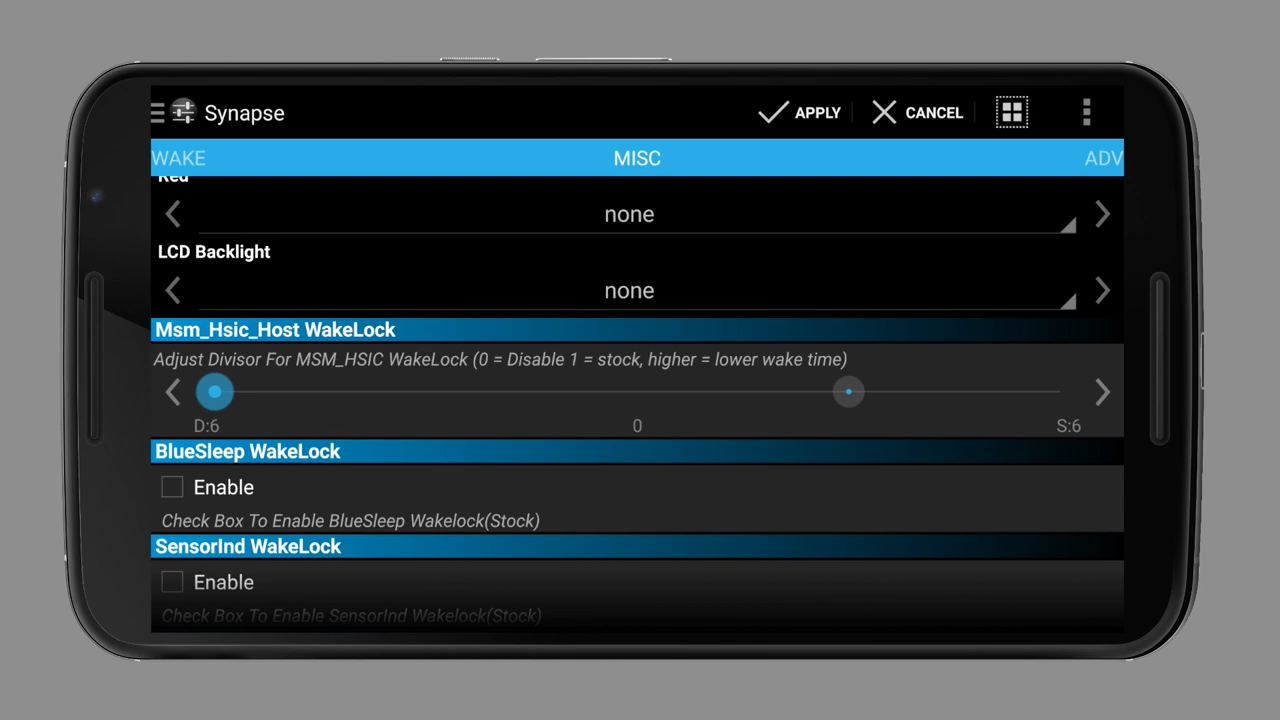 Synapse
APPLY
CANCEL
WAKE
MISC
ADV
Red
none
LCD Backlight
none
Msm_Hsic_Host WakeLock
Adjust Divisor For MSM_HSIC WakeLock (0 = Disable 1 = stock, higher = lower wake time)
D:6
0
S:6
BlueSleep WakeLock
Enable
Check Box To Enable BlueSleep Wakelock(Stock)
SensorInd WakeLock
Enable
Check Box To Enable SensorInd Wakelock(Stock)